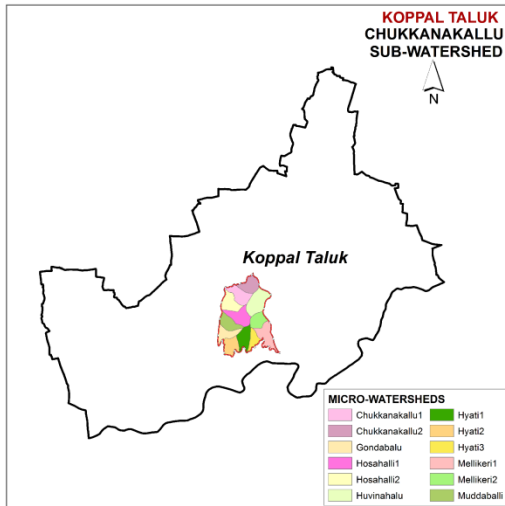 KOPPAL TALUK
CHUKKANAKALLU
SUB-WATERSHED
N
Koppal Taluk
MICRO-WATERSHEDS
Chukkanakallu1
Chukkanakallu2
Gondabalu
Hosahalli1
Hosahalli2
Huvinahalu
Hyati1
Hyati2
Hyati3
Mellikeri1
Mellikeri2
Muddaballi